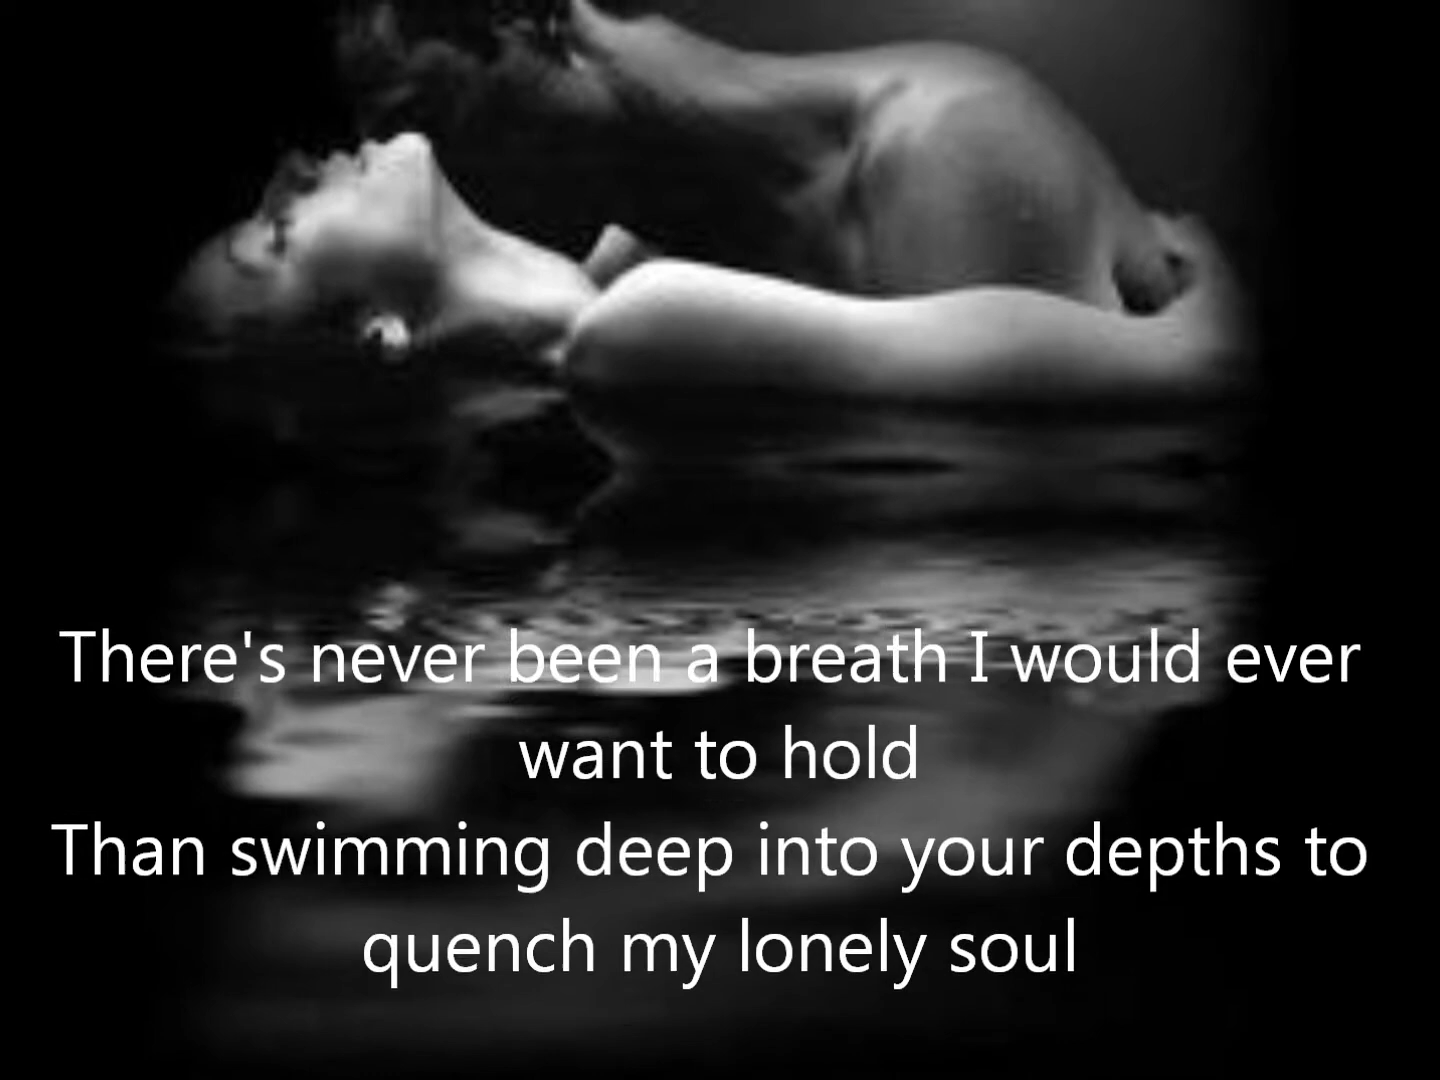 There's never been a breath I would ever
want to hold
Than swimming deep into your depths to
quench my lonely soul